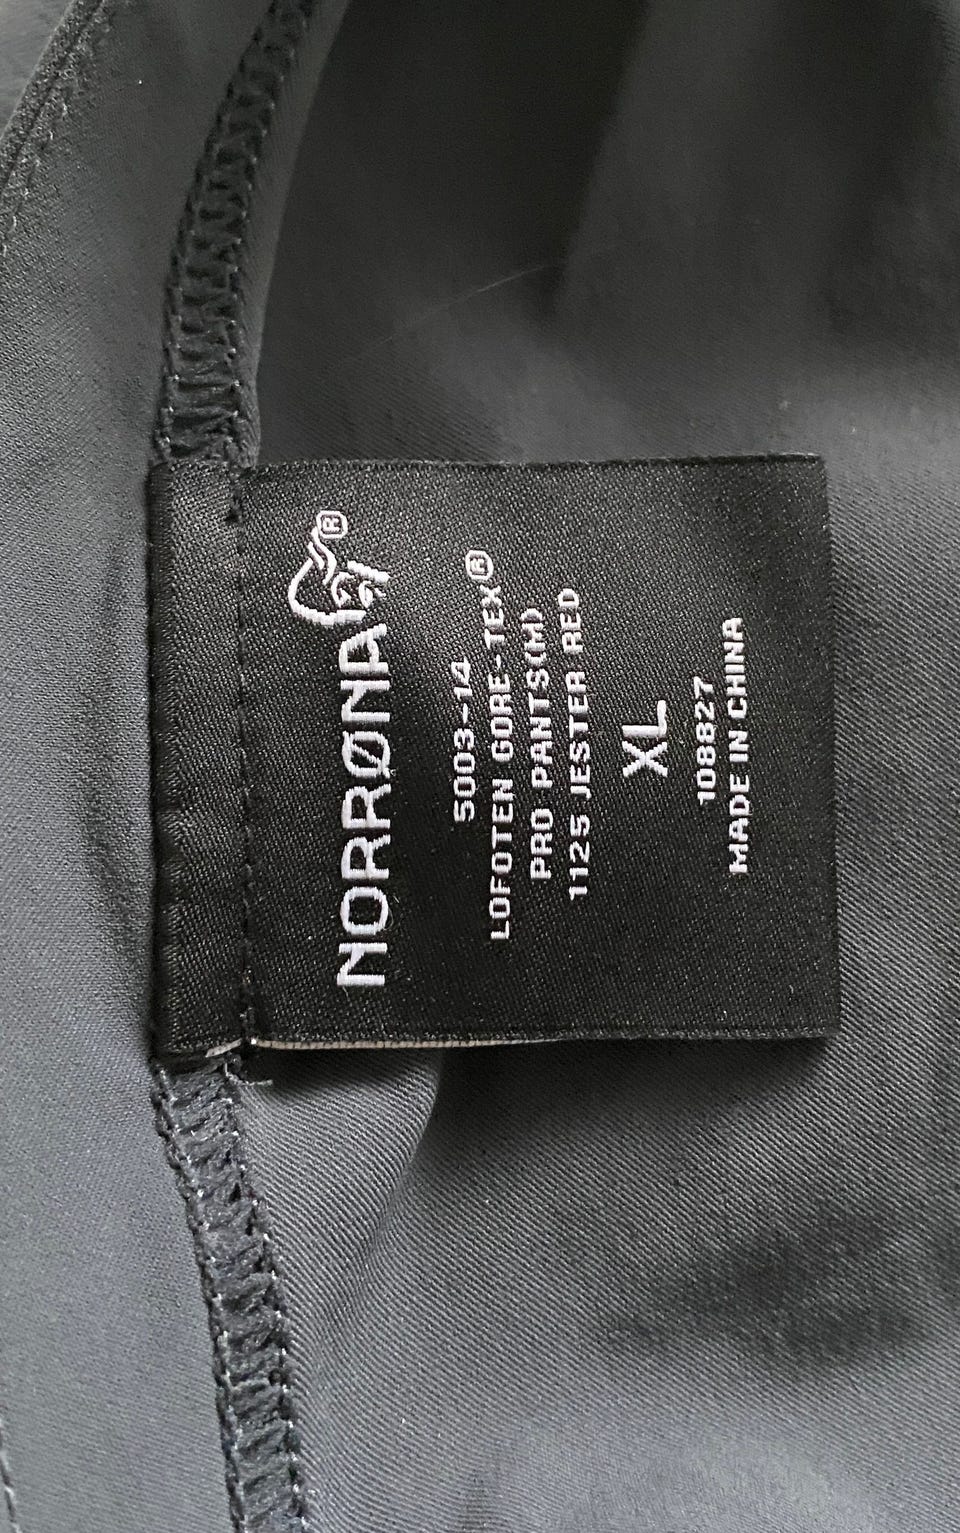 NORRØNA®
5003-14
LOFOTEN GORE-TEX®
PRO PANTS(M)
1125 JESTER RED
XL
108827
MADE IN CHINA